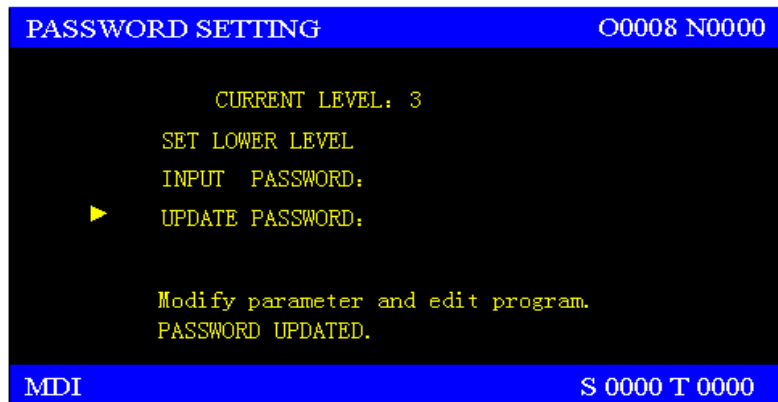 PASSWORD SETTING O0008 N0000
CURRENT LEVEL: 3
SET LOWER LEVEL
INPUT PASSWORD:
UPDATE PASSWORD:
Modify parameter and edit program.
PASSWORD UPDATED.
MDI S 0000 T 0000